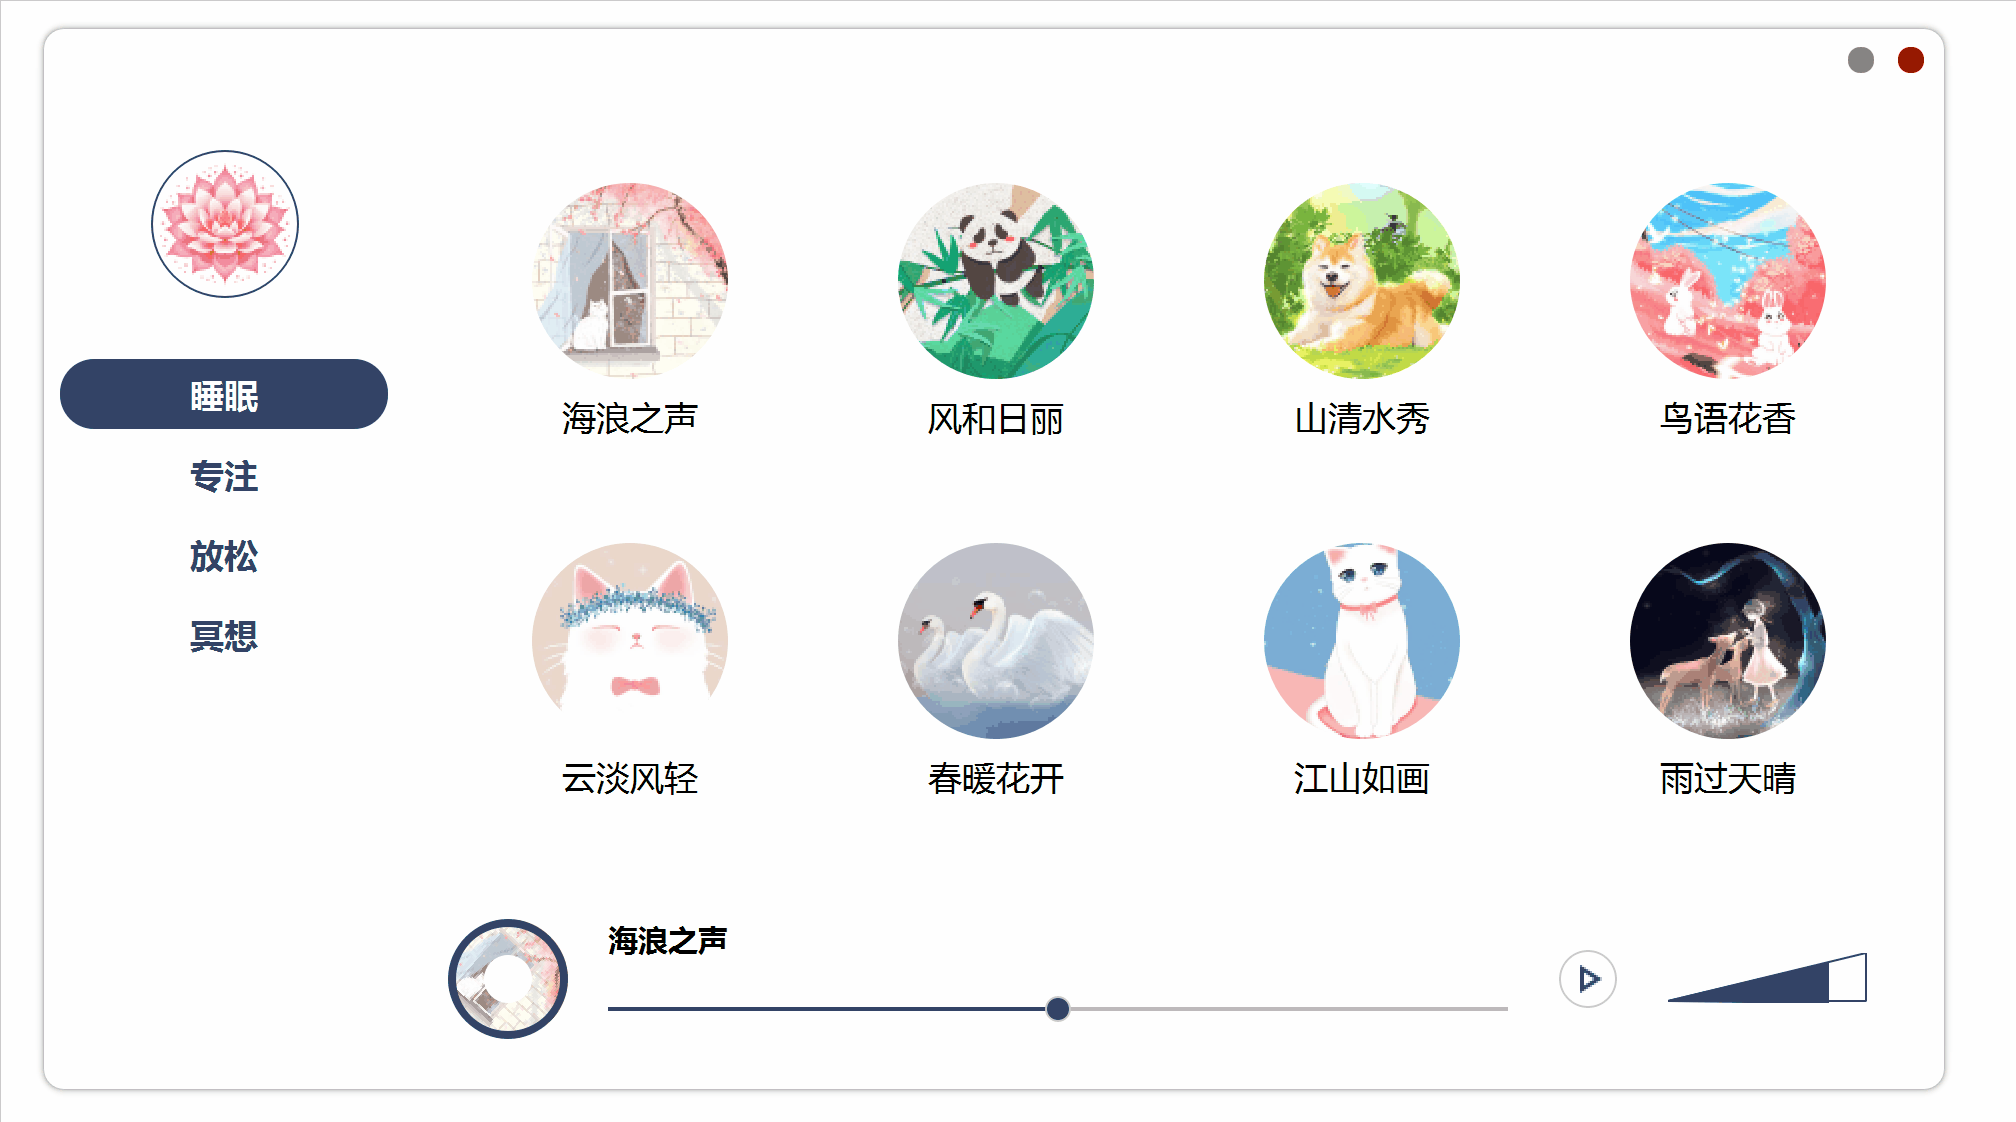 睡眠
专注
放松
冥想
海浪之声
风和日丽
山清水秀
鸟语花香
云淡风轻
春暖花开
江山如画
雨过天晴
海浪之声